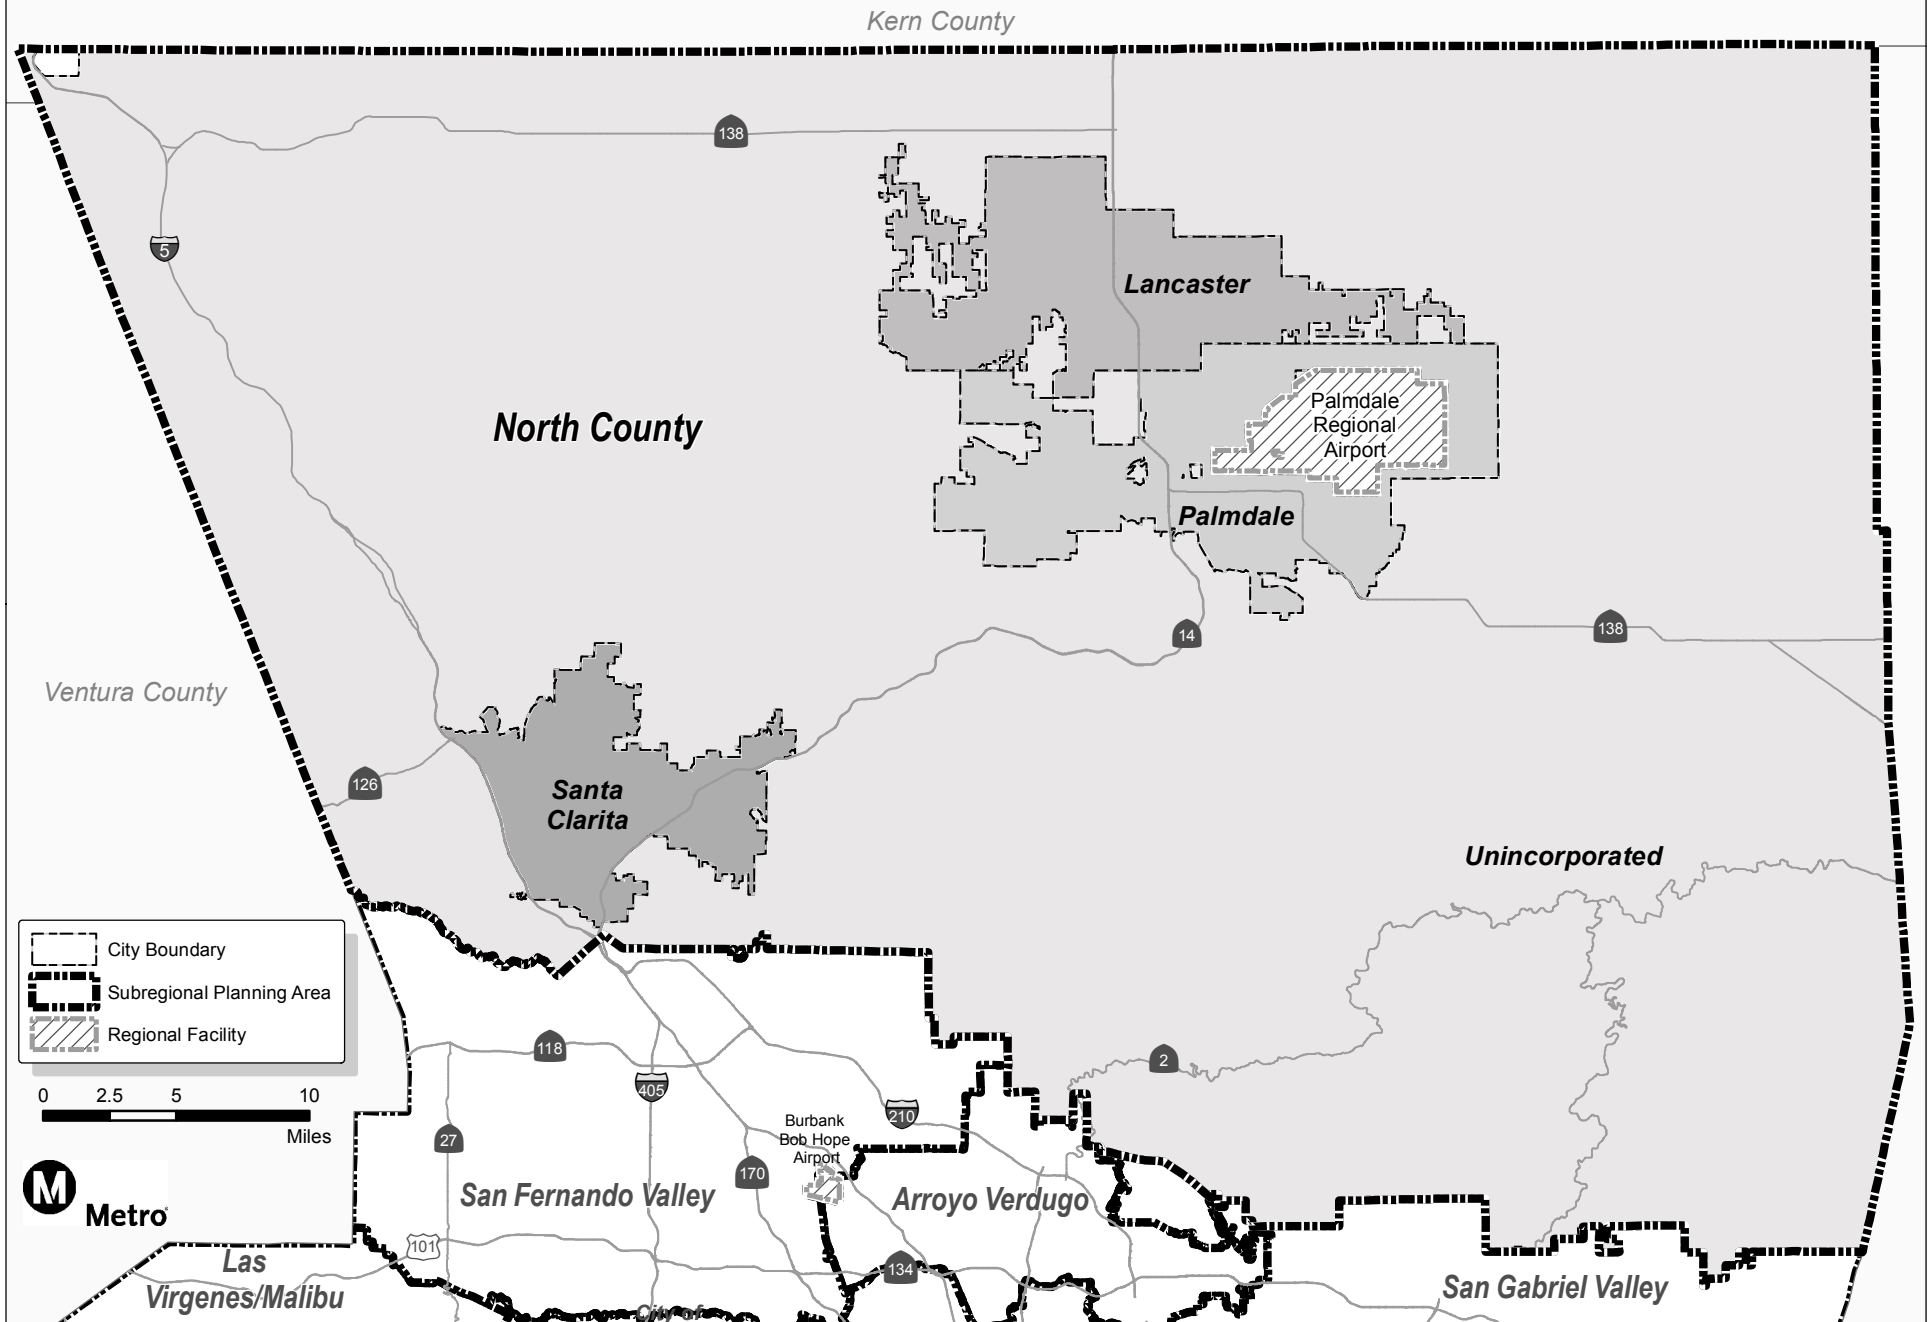 Kern County
138
5
Lancaster
North County
Palmdale
Regional
Airport
Palmdale
14
138
Ventura County
126
Santa
Clarita
Unincorporated
City Boundary
Subregional Planning Area
Regional Facility
0 2.5 5 10
Miles
118
2
405
210
27
Burbank
Bob Hope
Airport
170
M
Metro
San Fernando Valley
Arroyo Verdugo
101
Las
Virgenes/Malibu
134
San Gabriel Valley
City of